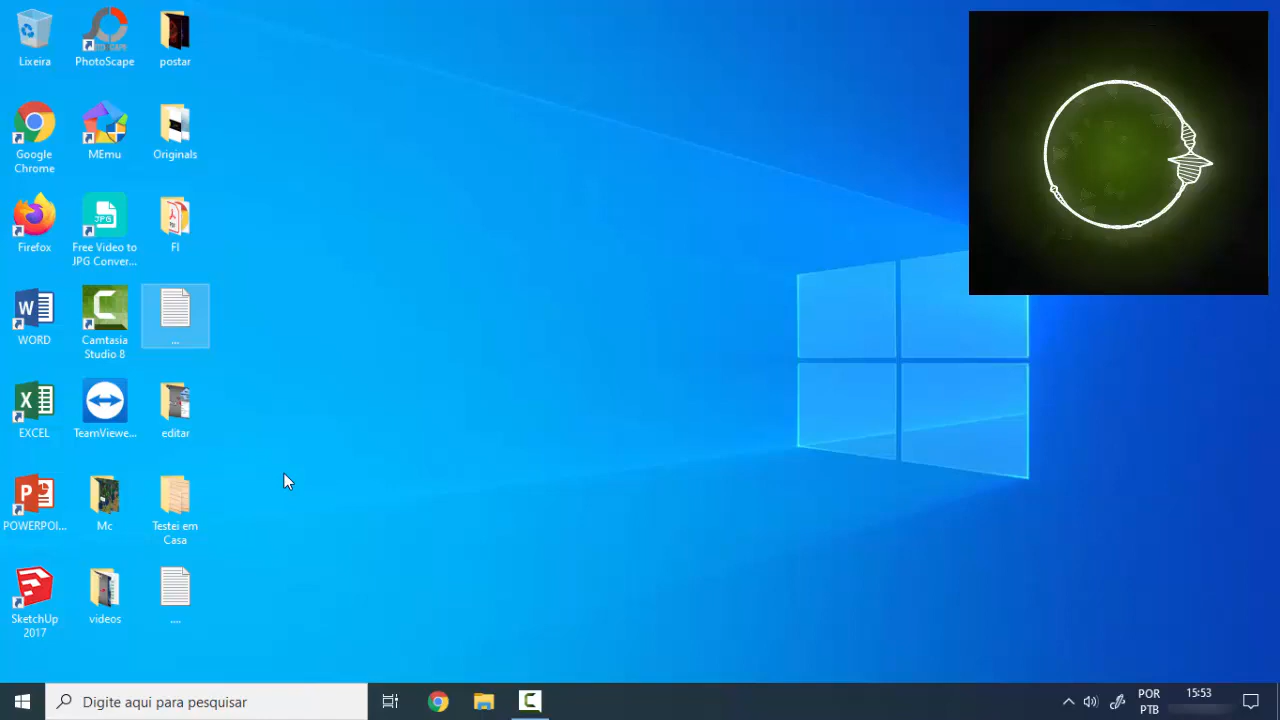 Lixeira
PhotoScape
postar
Google
Chrome
MEmu
Originals
Firefox
Free Video to
JPG Conver...
FI
WORD
Camtasia
Studio 8
...
EXCEL
TeamViewe...
editar
POWERPOI...
Mc
Testei em
Casa
SketchUp
2017
videos
....
Digite aqui para pesquisar
POR
PTB
15:53